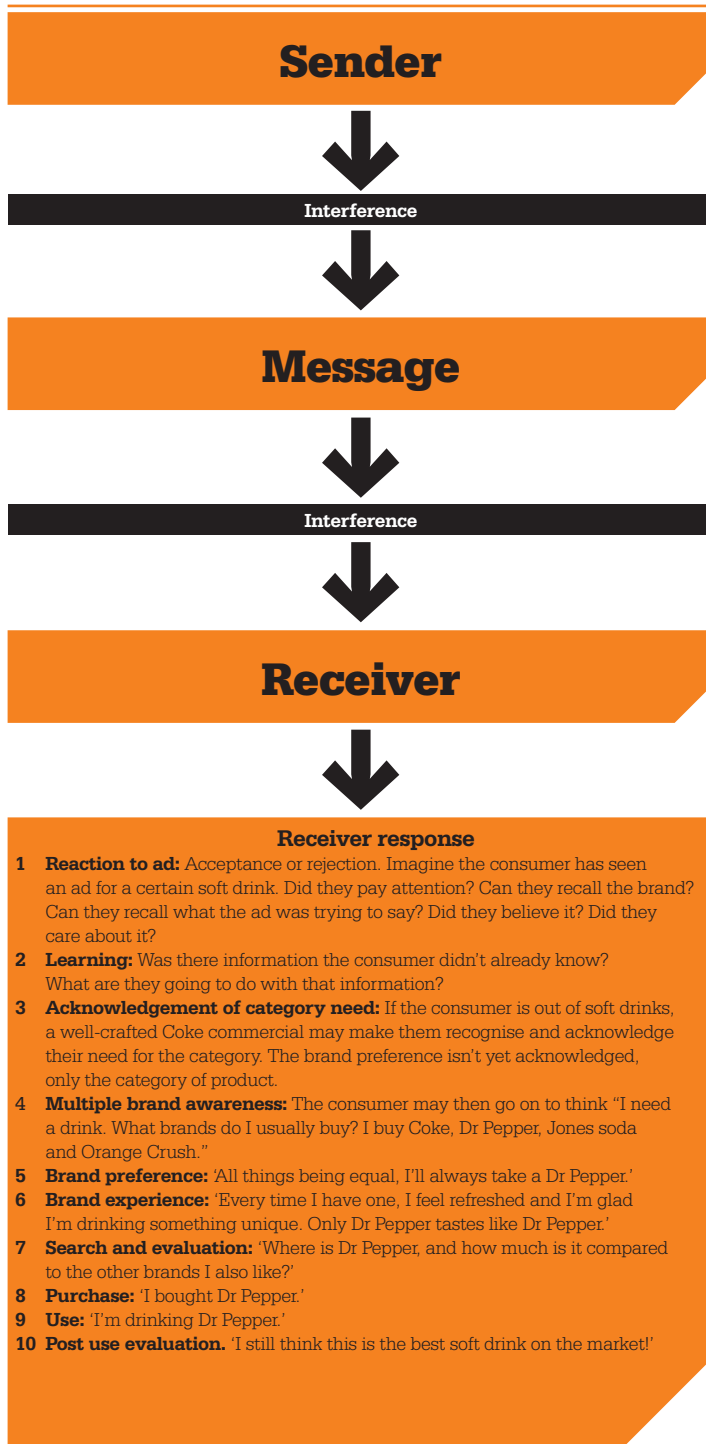 Sender
Interference
Message
Interference
Receiver
Receiver response
1 Reaction to ad: Acceptance or rejection. Imagine the consumer has seen
an ad for a certain soft drink. Did they pay attention? Can they recall the brand?
Can they recall what the ad was trying to say? Did they believe it? Did they
care about it?
2 Learning: Was there information the consumer didn’t already know?
What are they going to do with that information?
3 Acknowledgement of category need: If the consumer is out of soft drinks,
a well-crafted Coke commercial may make them recognise and acknowledge
their need for the category. The brand preference isn’t yet acknowledged,
only the category of product.
4 Multiple brand awareness: The consumer may then go on to think “I need
a drink. What brands do I usually buy? I buy Coke, Dr Pepper, Jones soda
and Orange Crush.”
5 Brand preference: ‘All things being equal, I’ll always take a Dr Pepper.’
6 Brand experience: ‘Every time I have one, I feel refreshed and I’m glad
I’m drinking something unique. Only Dr Pepper tastes like Dr Pepper.’
7 Search and evaluation: ‘Where is Dr Pepper, and how much is it compared
to the other brands I also like?’
8 Purchase: ‘I bought Dr Pepper.’
9 Use: ‘I’m drinking Dr Pepper.’
10 Post use evaluation. ‘I still think this is the best soft drink on the market!’